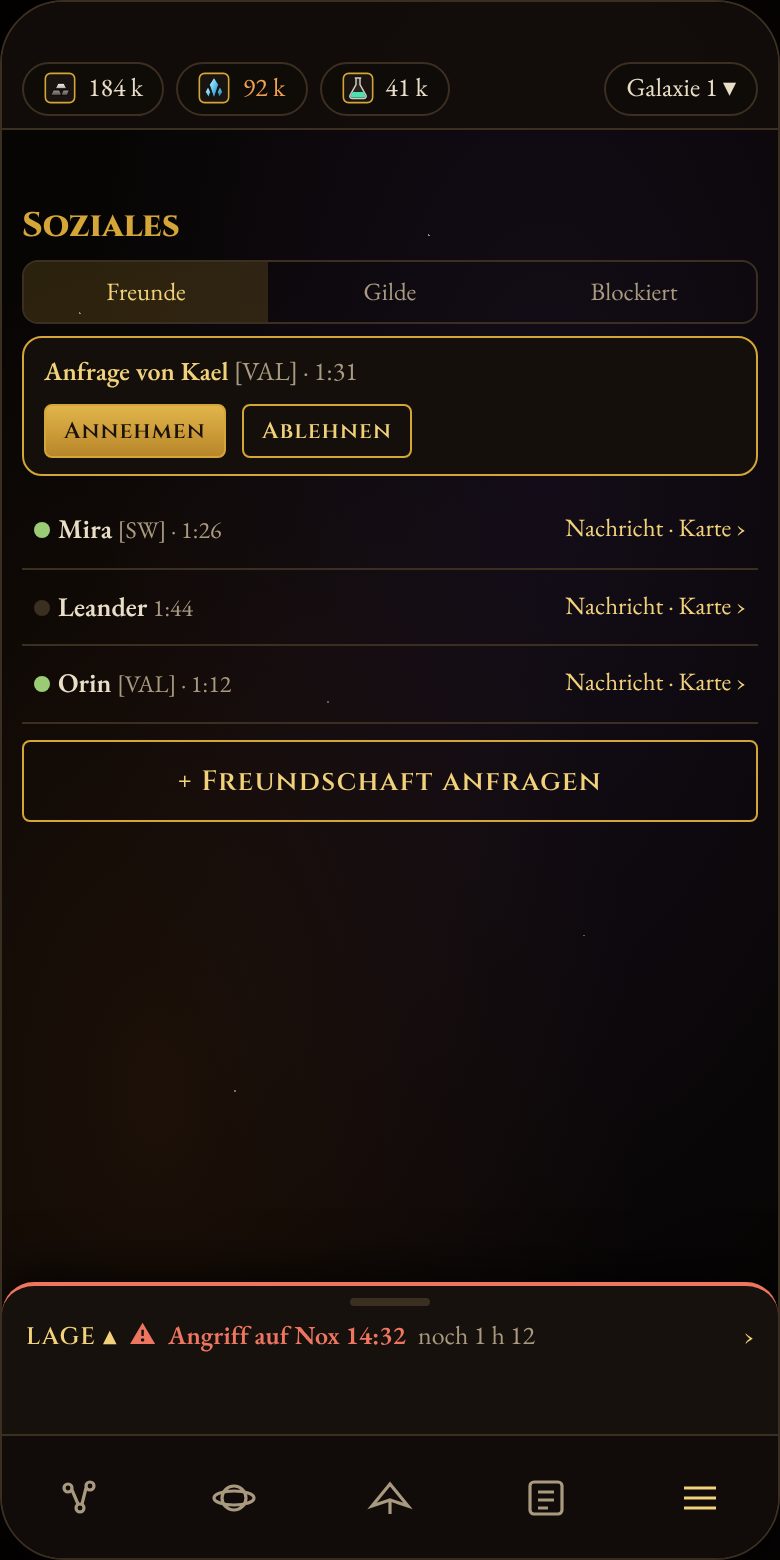 184 k 92 k 41 k Galaxie 1 ▼
Soziales
Freunde Gilde Blockiert
Anfrage von Kael [VAL] · 1:31
Annehmen Ablehnen
Mira [SW] · 1:26 Nachricht · Karte ›
Leander 1:44 Nachricht · Karte ›
Orin [VAL] · 1:12 Nachricht · Karte ›
+ Freundschaft anfragen
LAGE ▲ Angriff auf Nox 14:32 noch 1 h 12 ›